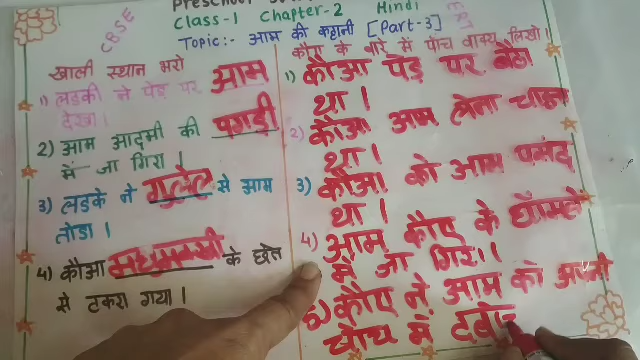 CBSE
Class-1 Chapter-2 Hindi
Topic:- आम की कहानी [Part-3]
खाली स्थान भरो
1) लड़की ने पेड़ पर आम
देखा।
2) आम आदमी की पगड़ी
में जा गिरा।
3) लड़के ने गुलेल से आम
तोड़ा।
4) कौआ मधुमक्खी के छत्ते
से टकरा गया।
कौए के बारे में पाँच वाक्य लिखो।
1) कौआ पेड़ पर बैठा
था।
2) कौआ आम लेना चाहता
था।
3) कौआ को आम पसंद
था।
4) आम कौए के घोंसले
में जा गिरा।
5) कौए ने आम को अपनी
चोंच में